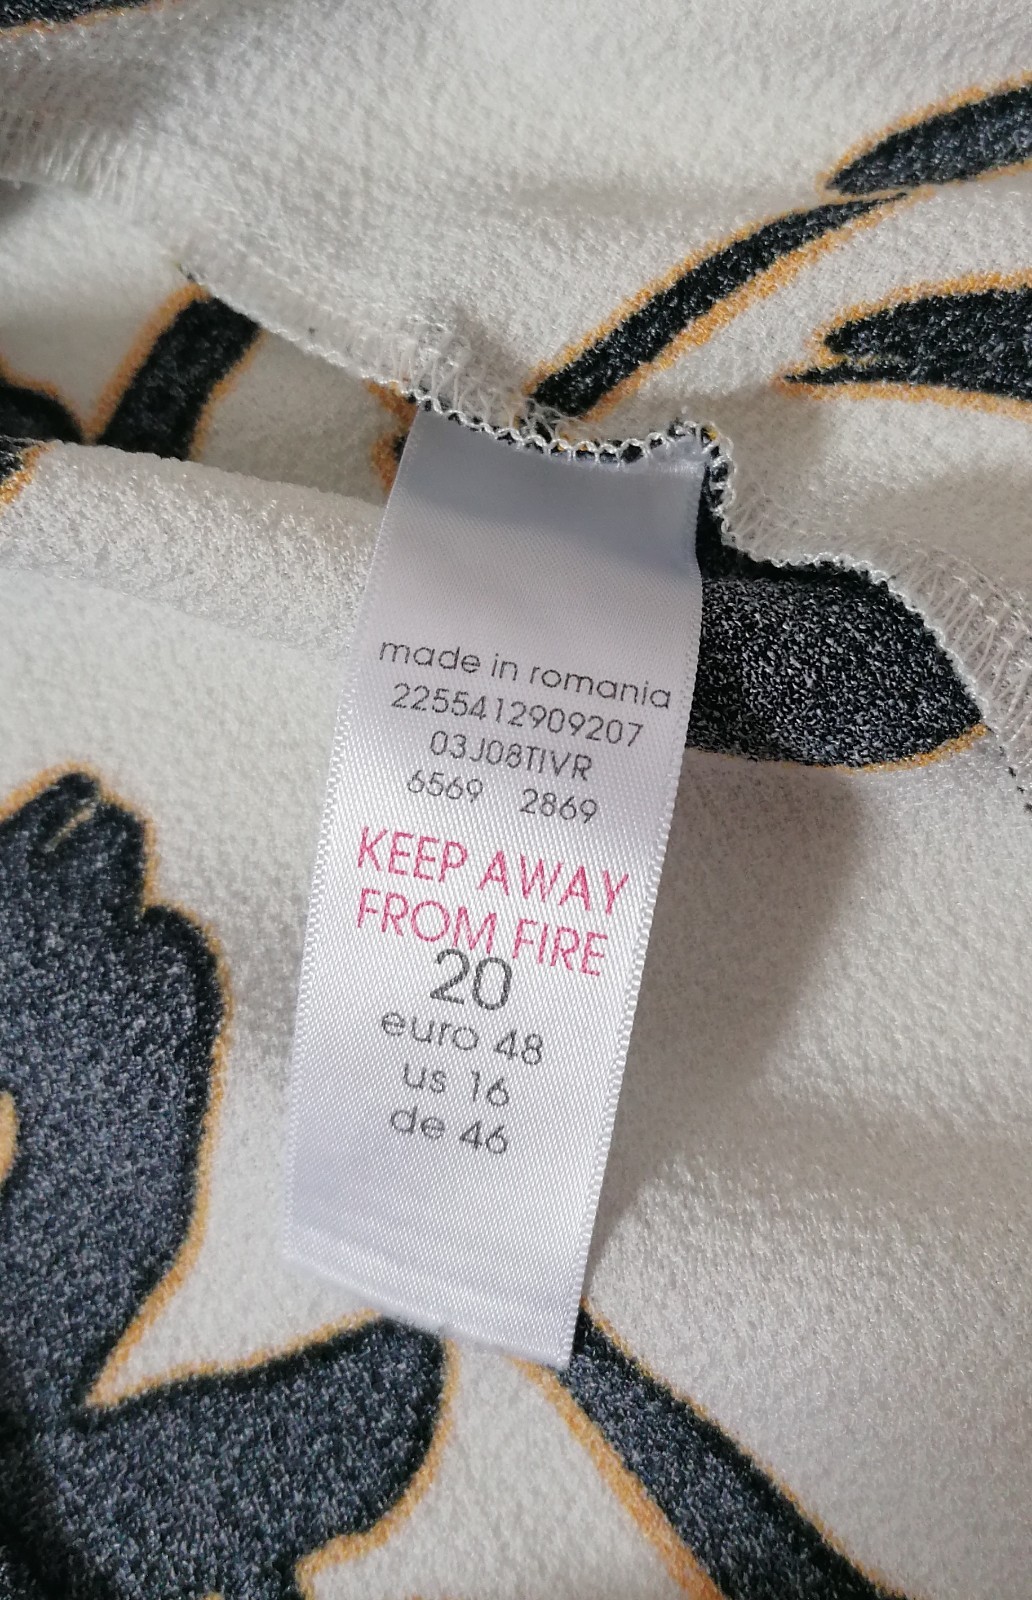 made in romania
2255412909207
03J08TIVR
6569 2869
KEEP AWAY
FROM FIRE
20
euro 48
us 16
de 46